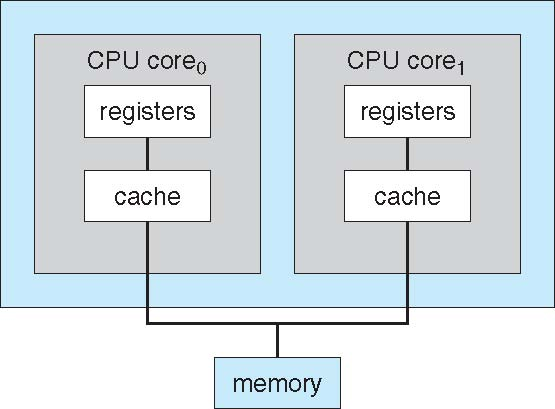 CPU core₀
registers
cache
CPU core₁
registers
cache
memory